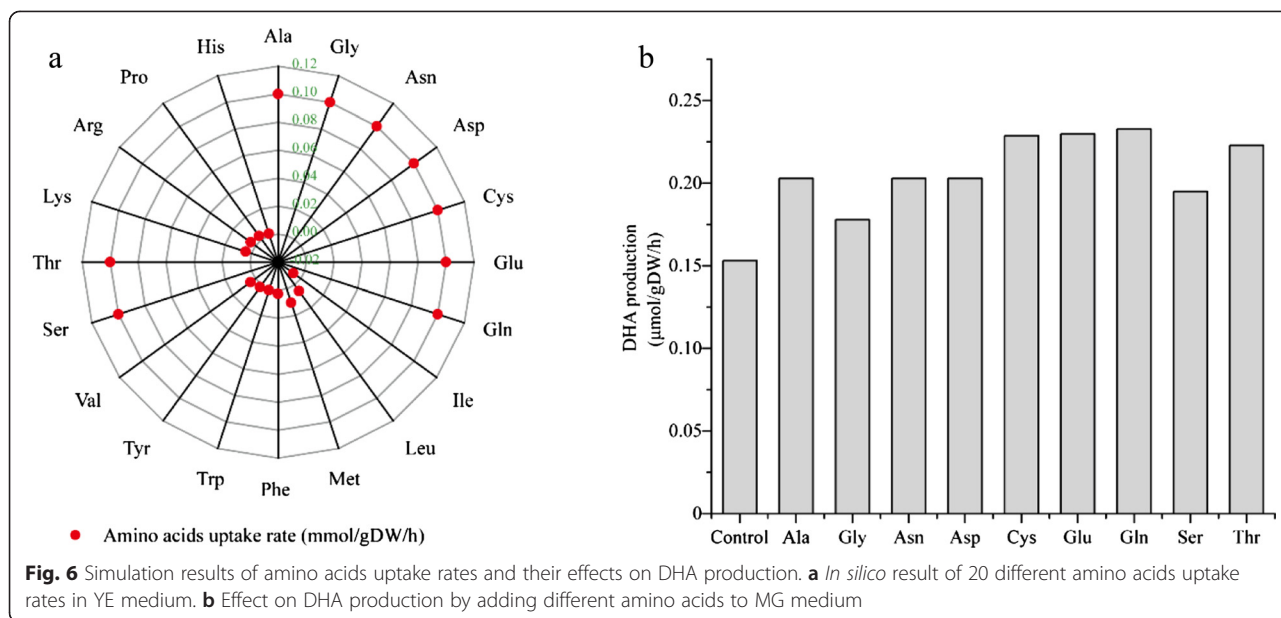 a
Ala
Gly
Asn
Asp
Cys
Glu
Gln
Ile
Leu
Met
Phe
Trp
Tyr
Val
Ser
Thr
Lys
Arg
Pro
His
0.12
0.10
0.08
0.06
0.04
0.02
0.00
-0.02
Amino acids uptake rate (mmol/gDW/h)
b
DHA production
(μmol/gDW/h)
0.25
0.20
0.15
0.10
0.05
0
Control Ala Gly Asn Asp Cys Glu Gln Ser Thr
Fig. 6 Simulation results of amino acids uptake rates and their effects on DHA production. a In silico result of 20 different amino acids uptake
rates in YE medium. b Effect on DHA production by adding different amino acids to MG medium